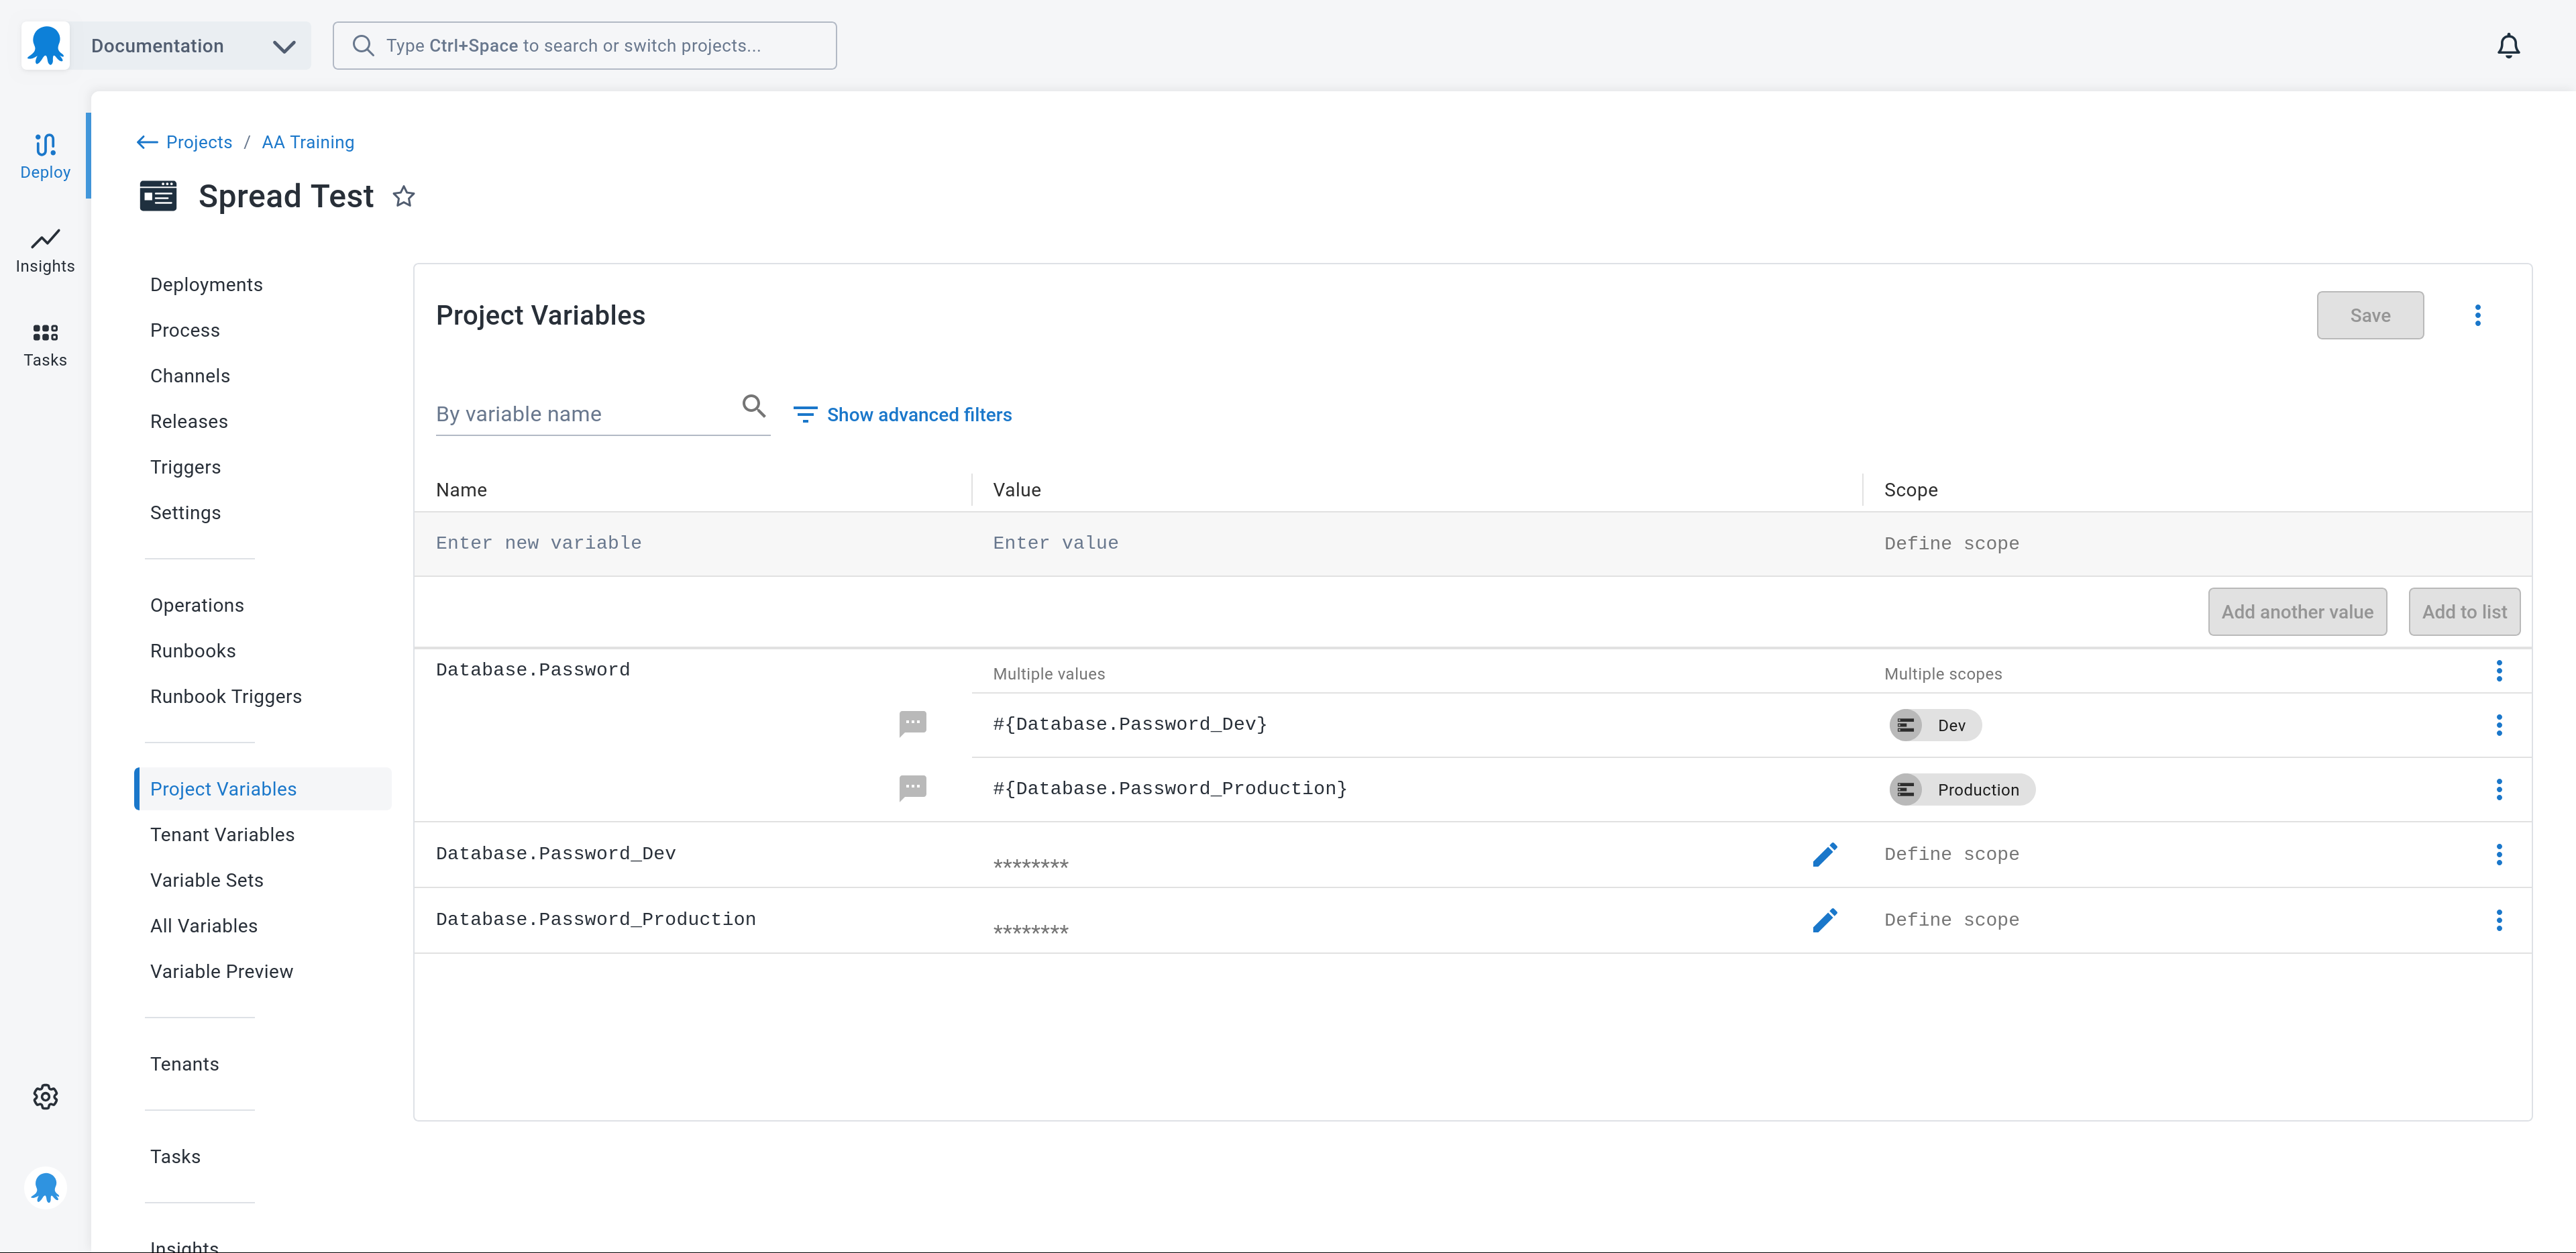 Documentation
Type Ctrl+Space to search or switch projects...
Deploy
Insights
Tasks
Projects / AA Training
Spread Test
Deployments
Process
Channels
Releases
Triggers
Settings
Operations
Runbooks
Runbook Triggers
Project Variables
Tenant Variables
Variable Sets
All Variables
Variable Preview
Tenants
Tasks
Insights
Project Variables
Save
By variable name
Show advanced filters
Name Value Scope
Enter new variable Enter value Define scope
Add another value Add to list
Database.Password Multiple values Multiple scopes
#{Database.Password_Dev} Dev
#{Database.Password_Production} Production
Database.Password_Dev ******** Define scope
Database.Password_Production ******** Define scope